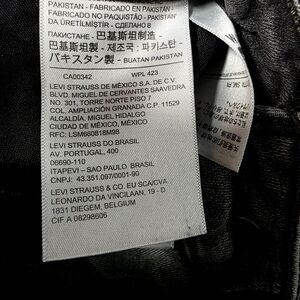 PAKISTAN - FABRICADO EN PAKISTÁN -
FABRICADO NO PAQUISTÃO - PAKISTAN'
DA ÜRETİLMİŞTİR - СДЕЛАНО В
ПАКИСТАНЕ - 巴基斯坦制造 -
巴基斯坦製 - 제조국 : 파키스탄 -
パキスタン製 - BUATAN PAKISTAN
CA00342 WPL 423
LEVI STRAUSS DE MÉXICO S.A. DE C.V.
BLVD. MIGUEL DE CERVANTES SAAVEDRA
NO. 301, TORRE NORTE PISO 7
COL. AMPLIACIÓN GRANADA C.P. 11529
ALCALDÍA, MIGUEL HIDALGO
CIUDAD DE MÉXICO
RFC: LSM660818M98
LEVI STRAUSS DO BRASIL
AV. PORTUGAL, 400
06690-110
ITAPEVI – SAO PAULO. BRASIL
CNPJ: 43.351.097/0001-90
LEVI STRAUSS & CO. EU SCA/CVA
LEONARDO DA VINCILAAN, 19 - D
1831 DIEGEM, BELGIUM
CIF A 08298606